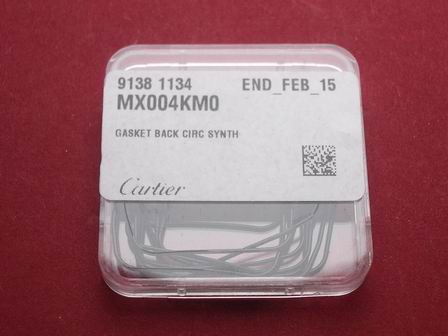 9138 1134 END_FEB_15
MX004KM0
GASKET BACK CIRC SYNTH
Cartier